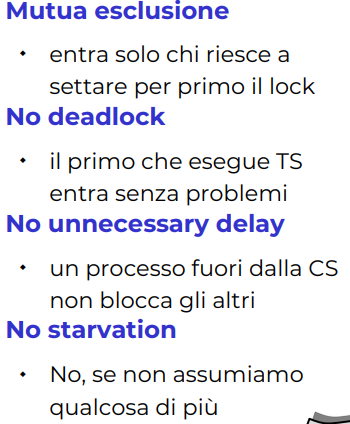 Mutua esclusione
• entra solo chi riesce a
settare per primo il lock
No deadlock
• il primo che esegue TS
entra senza problemi
No unnecessary delay
• un processo fuori dalla CS
non blocca gli altri
No starvation
• No, se non assumiamo
qualcosa di più